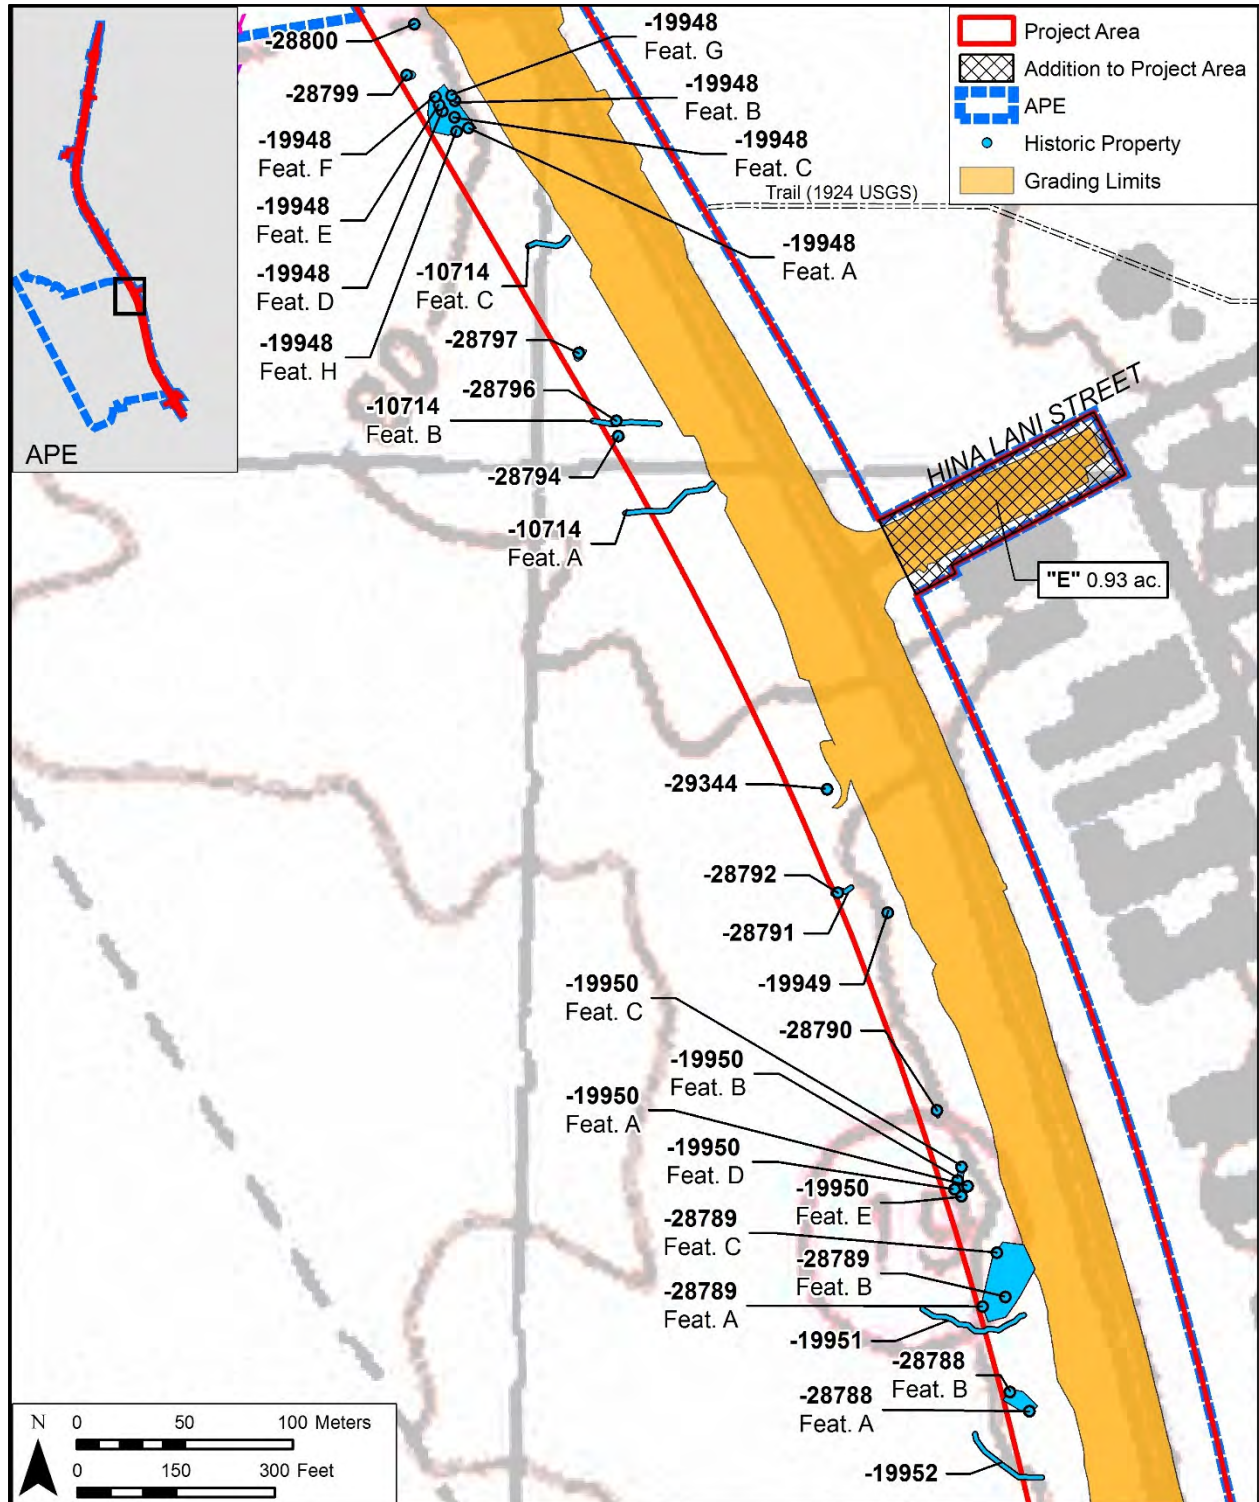 -28800
-19948
Feat. G
Project Area
Addition to Project Area
APE
Historic Property
Grading Limits
-28799
-19948
Feat. B
-19948
Feat. F
-19948
Feat. C
Trail (1924 USGS)
-19948
Feat. E
-19948
Feat. A
-19948
Feat. D
-10714
Feat. C
-19948
Feat. H
-28797
-28796
-10714
Feat. B
-28794
APE
HINA LANI STREET
-10714
Feat. A
"E" 0.93 ac.
-29344
-28792
-28791
-19949
-19950
Feat. C
-28790
-19950
Feat. B
-19950
Feat. A
-19950
Feat. D
-19950
Feat. E
-28789
Feat. C
-28789
Feat. B
-28789
Feat. A
-19951
-28788
Feat. B
-28788
Feat. A
-19952
N
0 50 100 Meters
0 150 300 Feet